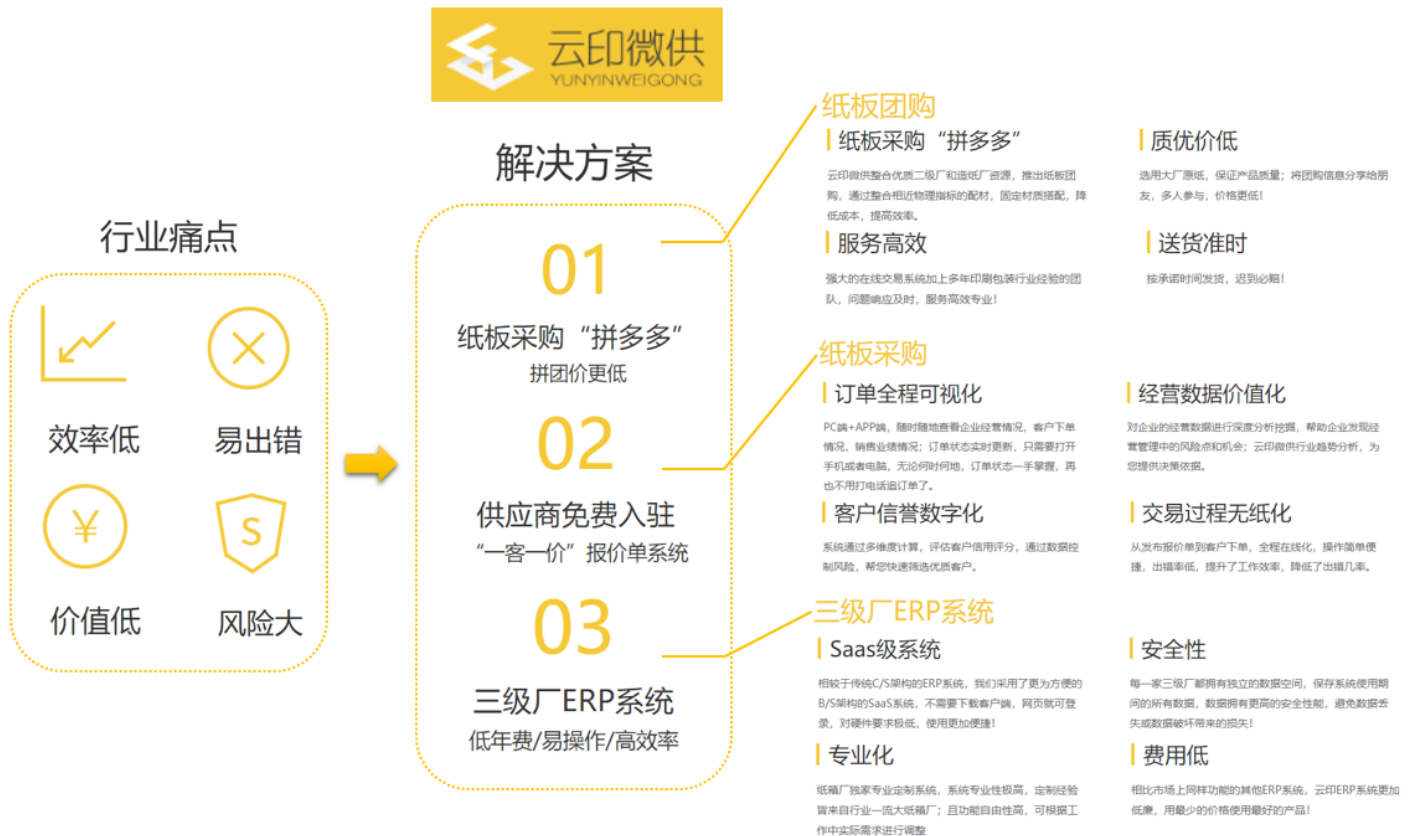 云印微供
YUNYINWEIGONG
行业痛点
效率低
易出错
¥
S
价值低
风险大
解决方案
01
纸板采购“拼多多”
拼团价更低
02
供应商免费入驻
“一客一价”报价单系统
03
三级厂ERP系统
低年费/易操作/高效率
纸板团购
纸板采购“拼多多”
云印微供整合优质二级厂和造纸厂资源，推出纸板团
购，通过整合相近物理指标的配材，固定材质搭配，降
低成本，提高效率。
质优价低
选用大厂原纸，保证产品质量；将团购信息分享给朋
友，多人参与，价格更低！
服务高效
强大的在线交易系统加上多年印刷包装行业经验的团
队，问题响应及时，服务高效专业！
送货准时
按承诺时间发货，迟到必赔！
纸板采购
订单全程可视化
PC端+APP端，随时随地查看企业经营情况，客户下单
情况，销售业绩情况；订单状态实时更新，只需要打开
手机或者电脑，无论何时何地，订单状态一手掌握，再
也不用打电话追订单了。
经营数据价值化
对企业的经营数据进行深度分析挖掘，帮助企业发现经
营管理中的风险点和机会；云印微供行业趋势分析，为
您提供决策依据。
客户信誉数字化
系统通过多维度计算，评估客户信用评分，通过数据控
制风险，帮您快速筛选优质客户。
交易过程无纸化
从发布报价单到客户下单，全程在线化，操作简单便
捷，出错率低，提升了工作效率，降低了出错几率。
三级厂ERP系统
Saas级系统
相较于传统C/S架构的ERP系统，我们采用了更为方便的
B/S架构的SaaS系统，不需要下载客户端，网页就可登
录，对硬件要求极低，使用更加便捷！
安全性
每一家三级厂都拥有独立的数据空间，保存系统使用期
间的所有数据，数据拥有更高的安全性能，避免数据丢
失或数据破坏带来的损失！
专业化
纸箱厂独家专业定制系统，系统专业性极高，定制经验
皆来自行业一流大纸箱厂；且功能自由性高，可根据工
作中实际需求进行调整
费用低
相比市场上同样功能的其他ERP系统，云印ERP系统更加
低廉，用最少的价格使用最好的产品！